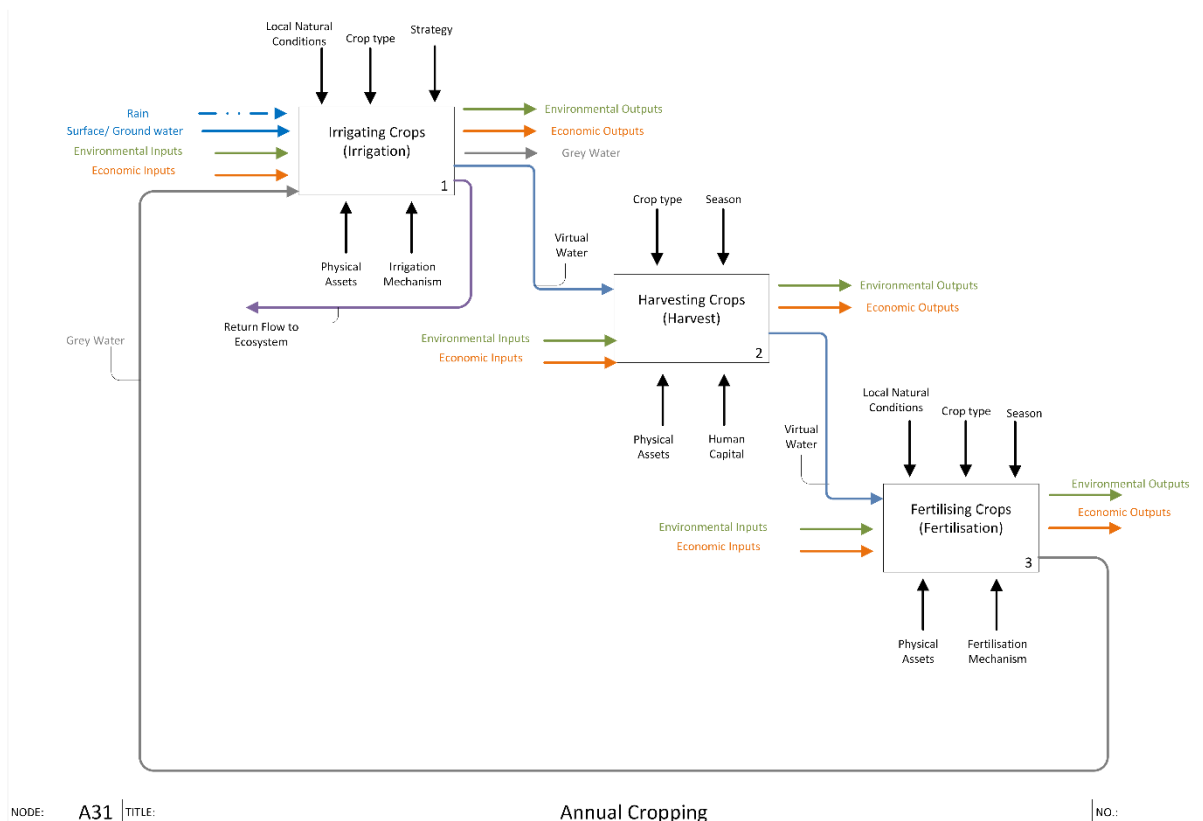 Local Natural
Conditions
Crop type
Strategy
Rain
Surface/ Ground water
Environmental Inputs
Economic Inputs
Irrigating Crops
(Irrigation)
1
Environmental Outputs
Economic Outputs
Grey Water
Physical
Assets
Irrigation
Mechanism
Return Flow to
Ecosystem
Grey Water
Virtual
Water
Crop type
Season
Harvesting Crops
(Harvest)
2
Environmental Outputs
Economic Outputs
Environmental Inputs
Economic Inputs
Physical
Assets
Human
Capital
Virtual
Water
Local Natural
Conditions
Crop type
Season
Fertilising Crops
(Fertilisation)
3
Environmental Outputs
Economic Outputs
Environmental Inputs
Economic Inputs
Physical
Assets
Fertilisation
Mechanism
NODE: A31 TITLE: Annual Cropping NO.: